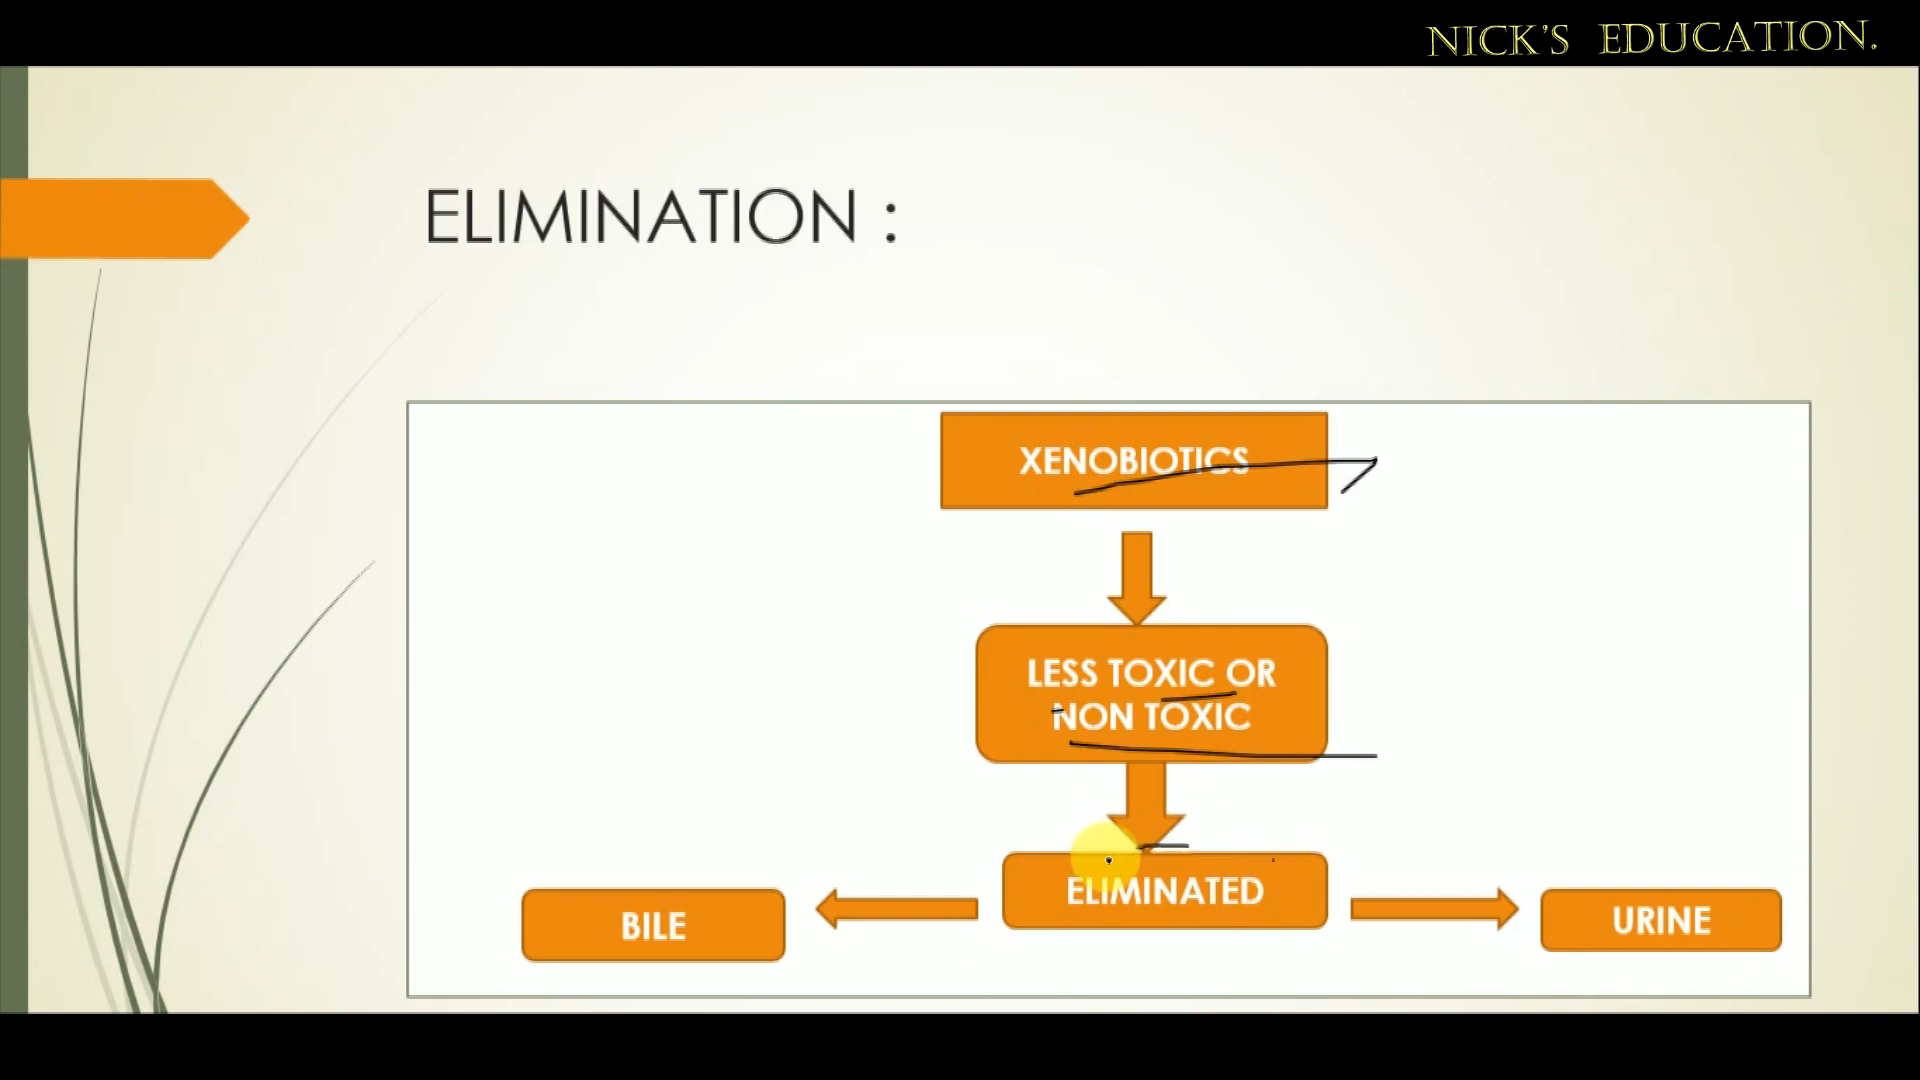 NICK'S EDUCATION.
ELIMINATION :
XENOBIOTICS
LESS TOXIC OR
NON TOXIC
ELIMINATED
BILE
URINE